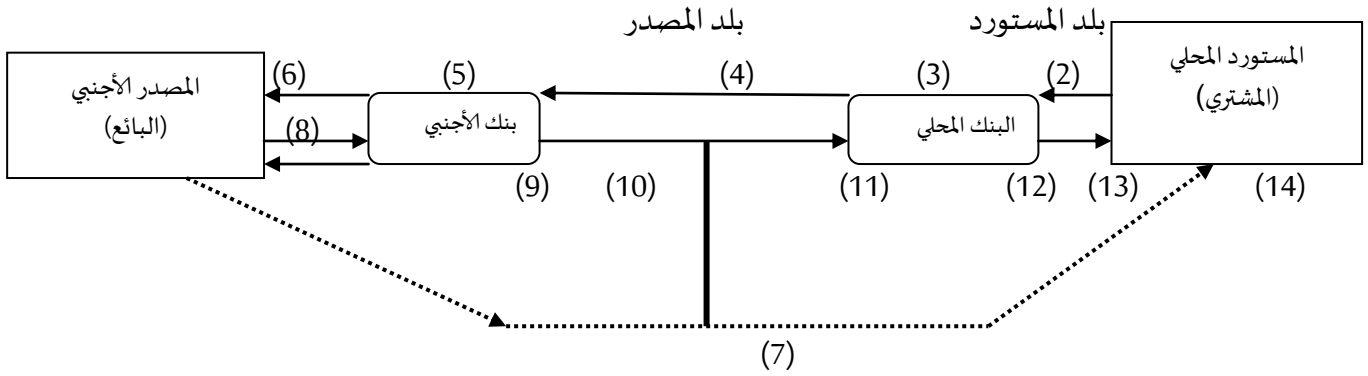 بلد المستورد
بلد المصدر
المستورد المحلي
(المشتري)
(2)
(3)
(4)
(5)
(6)
المصدر الأجنبي
(البائع)
البنك المحلي
بنك الأجنبي
(8)
(14)
(13)
(12)
(11)
(10)
(9)
(7)